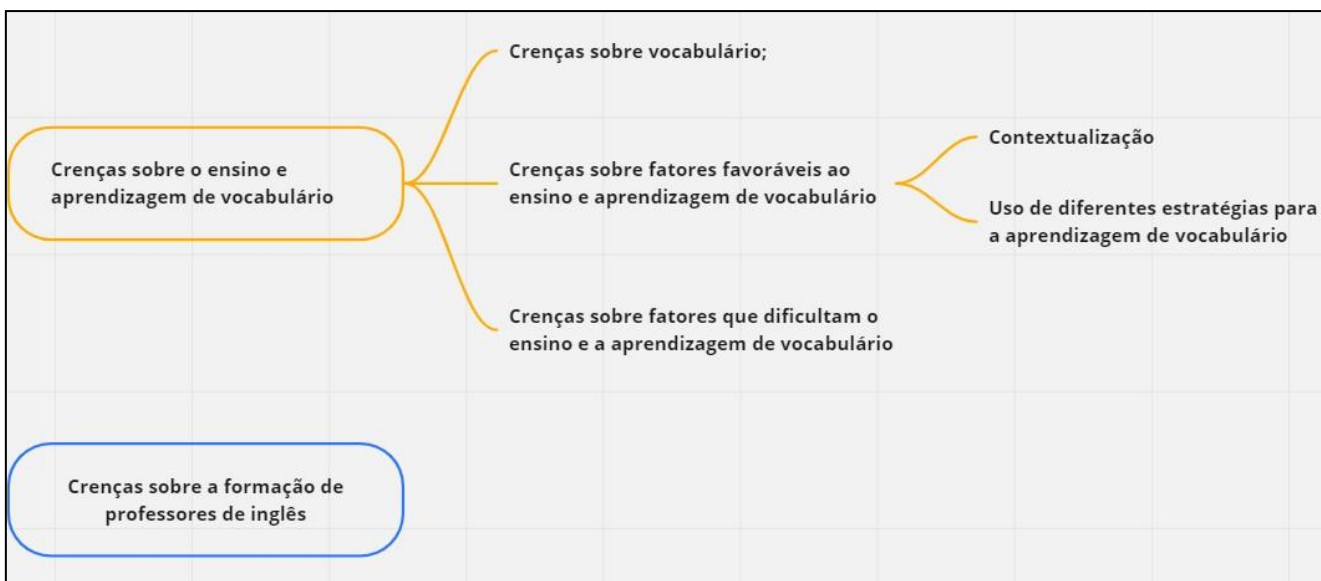 Crenças sobre o ensino e
aprendizagem de vocabulário
Crenças sobre vocabulário;
Crenças sobre fatores favoráveis ao
ensino e aprendizagem de vocabulário
Contextualização
Uso de diferentes estratégias para
a aprendizagem de vocabulário
Crenças sobre fatores que dificultam o
ensino e a aprendizagem de vocabulário
Crenças sobre a formação de
professores de inglês